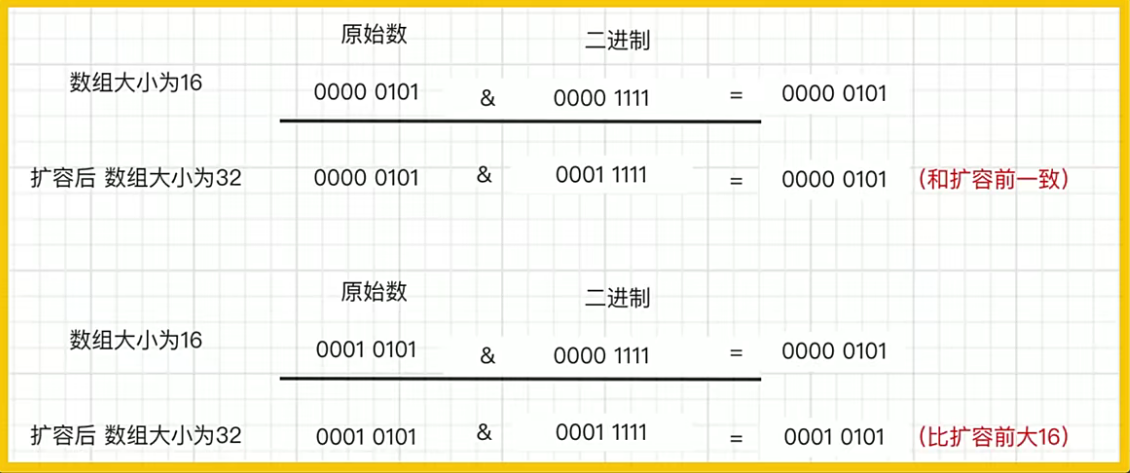 原始数 二进制
数组大小为16 0000 0101 & 0000 1111 = 0000 0101
扩容后 数组大小为32 0000 0101 & 0001 1111 = 0000 0101 (和扩容前一致)
原始数 二进制
数组大小为16 0001 0101 & 0000 1111 = 0000 0101
扩容后 数组大小为32 0001 0101 & 0001 1111 = 0001 0101 (比扩容前大16)